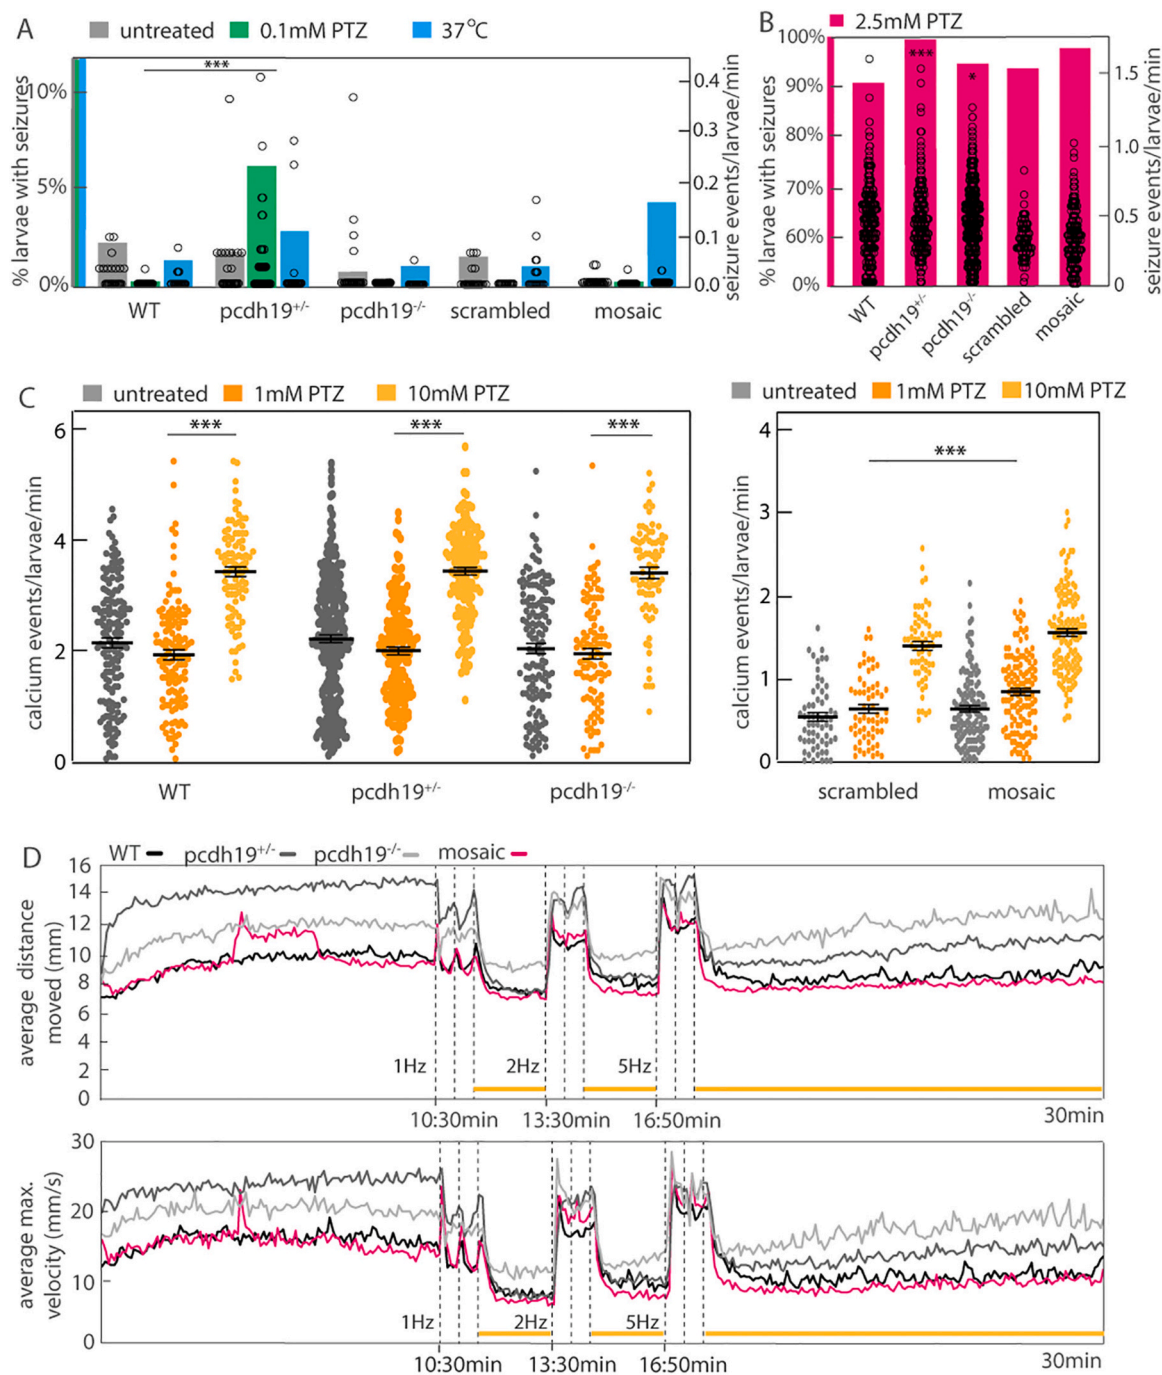 A
untreated
0.1mM PTZ
37°C
% larvae with seizures
10%
5%
0%
***
0.4
0.3
0.2
0.1
0.0
seizure events/larvae/min
WT
pcdh19+/-
pcdh19-/-
scrambled
mosaic
B
2.5mM PTZ
% larvae with seizures
100%
90%
80%
70%
60%
0%
***
*
1.5
1.0
0.5
0
seizure events/larvae/min
WT
pcdh19+/-
pcdh19-/-
scrambled
mosaic
C
untreated
1mM PTZ
10mM PTZ
calcium events/larvae/min
6
4
2
0
***
***
***
WT
pcdh19+/-
pcdh19-/-
untreated
1mM PTZ
10mM PTZ
calcium events/larvae/min
4
3
2
1
0
***
scrambled
mosaic
D
WT
pcdh19+/-
pcdh19-/-
mosaic
average distance
moved (mm)
16
14
12
10
8
6
4
2
0
1Hz
2Hz
5Hz
10:30min
13:30min
16:50min
30min
average max.
velocity (mm/s)
30
20
10
0
1Hz
2Hz
5Hz
10:30min
13:30min
16:50min
30min